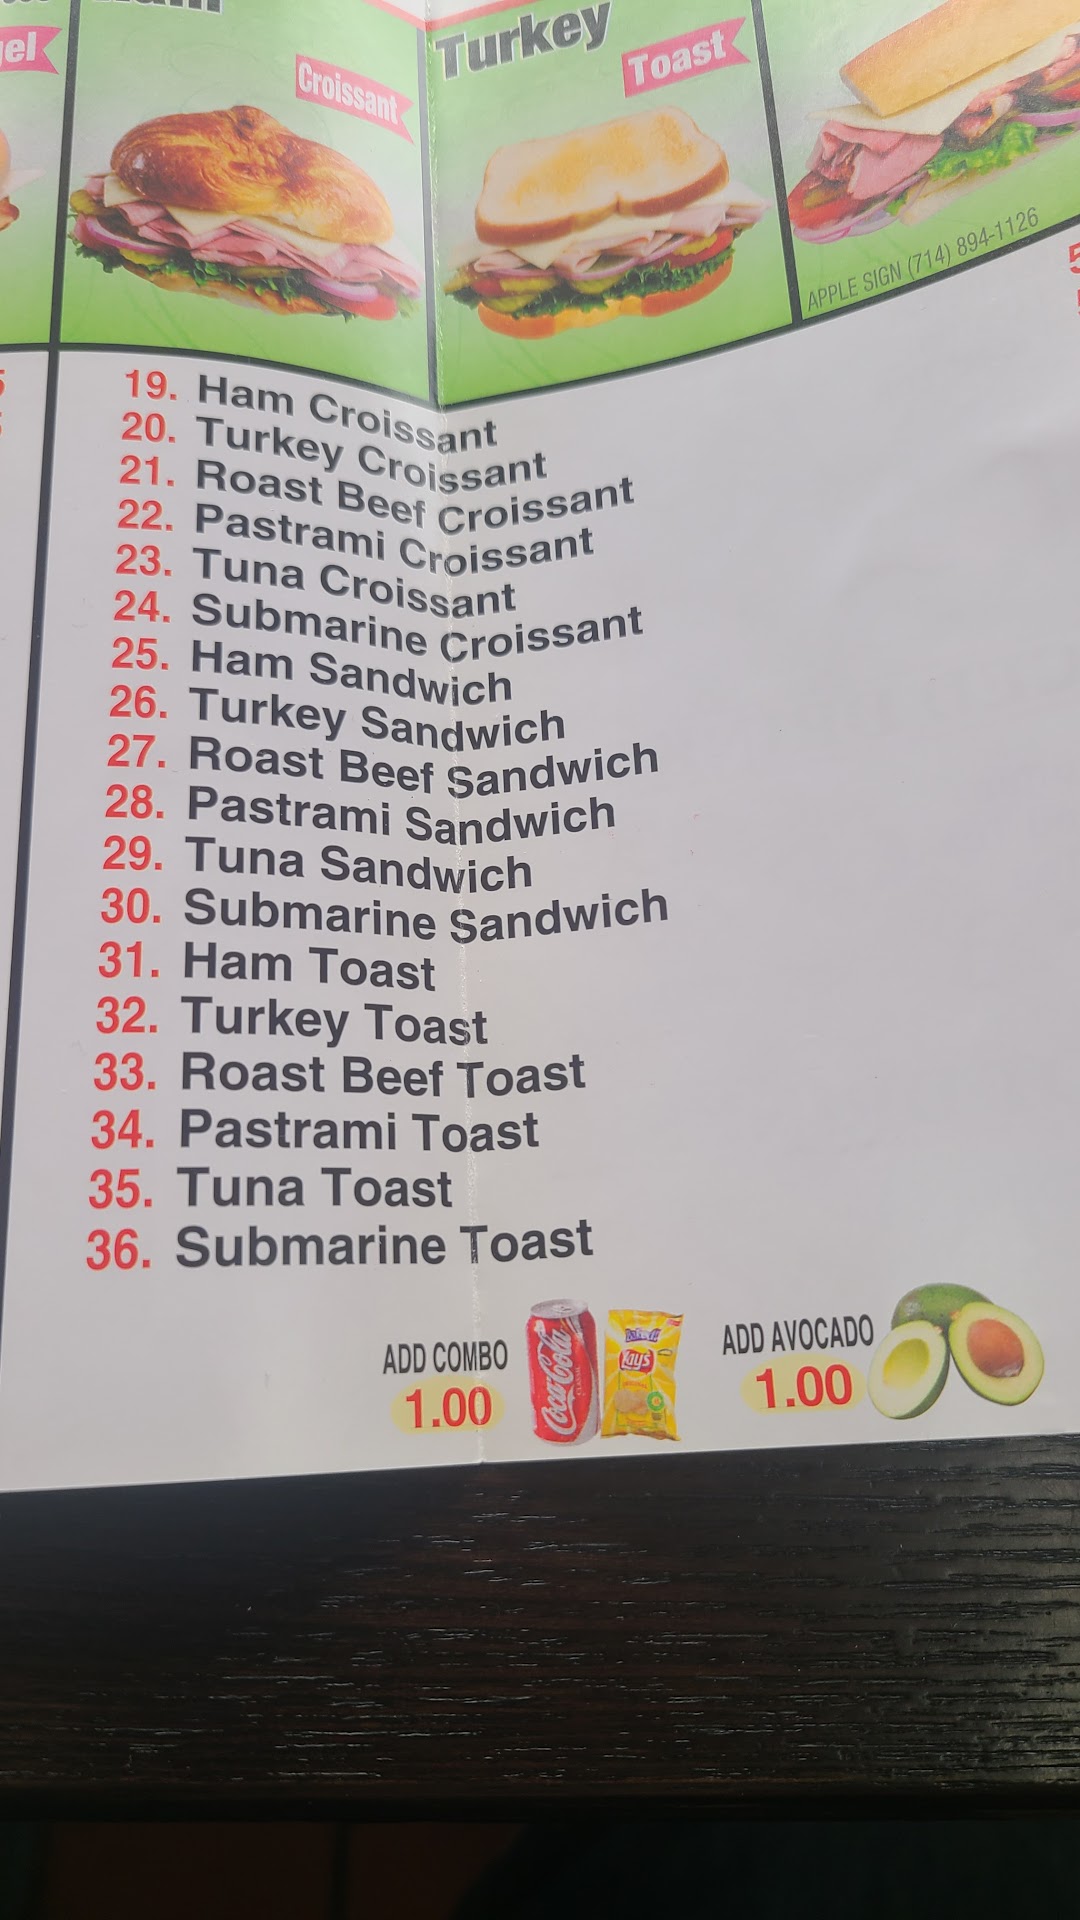 Croissant
Turkey
Toast
APPLE SIGN (714) 894-1126
19. Ham Croissant
20. Turkey Croissant
21. Roast Beef Croissant
22. Pastrami Croissant
23. Tuna Croissant
24. Submarine Croissant
25. Ham Sandwich
26. Turkey Sandwich
27. Roast Beef Sandwich
28. Pastrami Sandwich
29. Tuna Sandwich
30. Submarine Sandwich
31. Ham Toast
32. Turkey Toast
33. Roast Beef Toast
34. Pastrami Toast
35. Tuna Toast
36. Submarine Toast
ADD COMBO
1.00
Coca-Cola
CLASSIC
Lay's
ADD AVOCADO
1.00